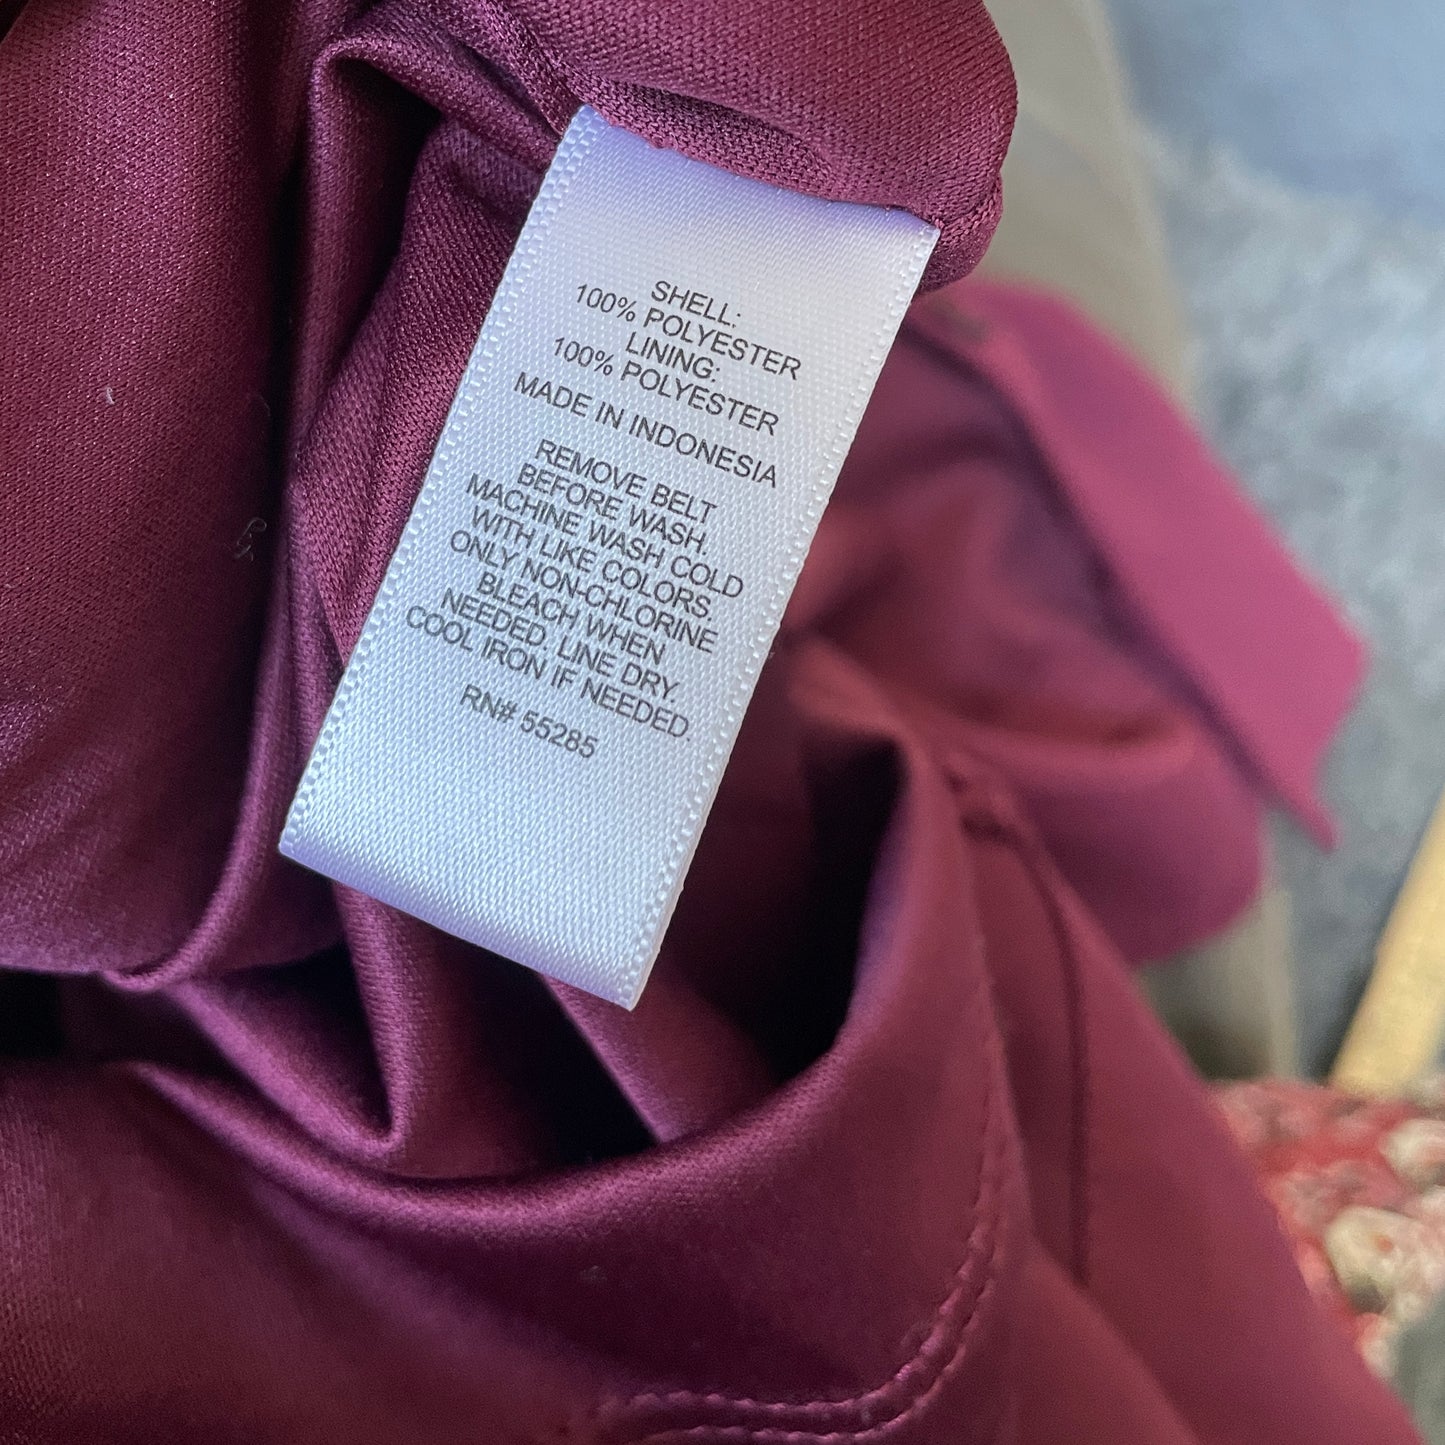 SHELL:
100% POLYESTER
LINING:
100% POLYESTER
MADE IN INDONESIA
REMOVE BELT
BEFORE WASH.
MACHINE WASH COLD
WITH LIKE COLORS.
ONLY NON-CHLORINE
BLEACH WHEN
NEEDED. LINE DRY.
COOL IRON IF NEEDED.
RN# 55285